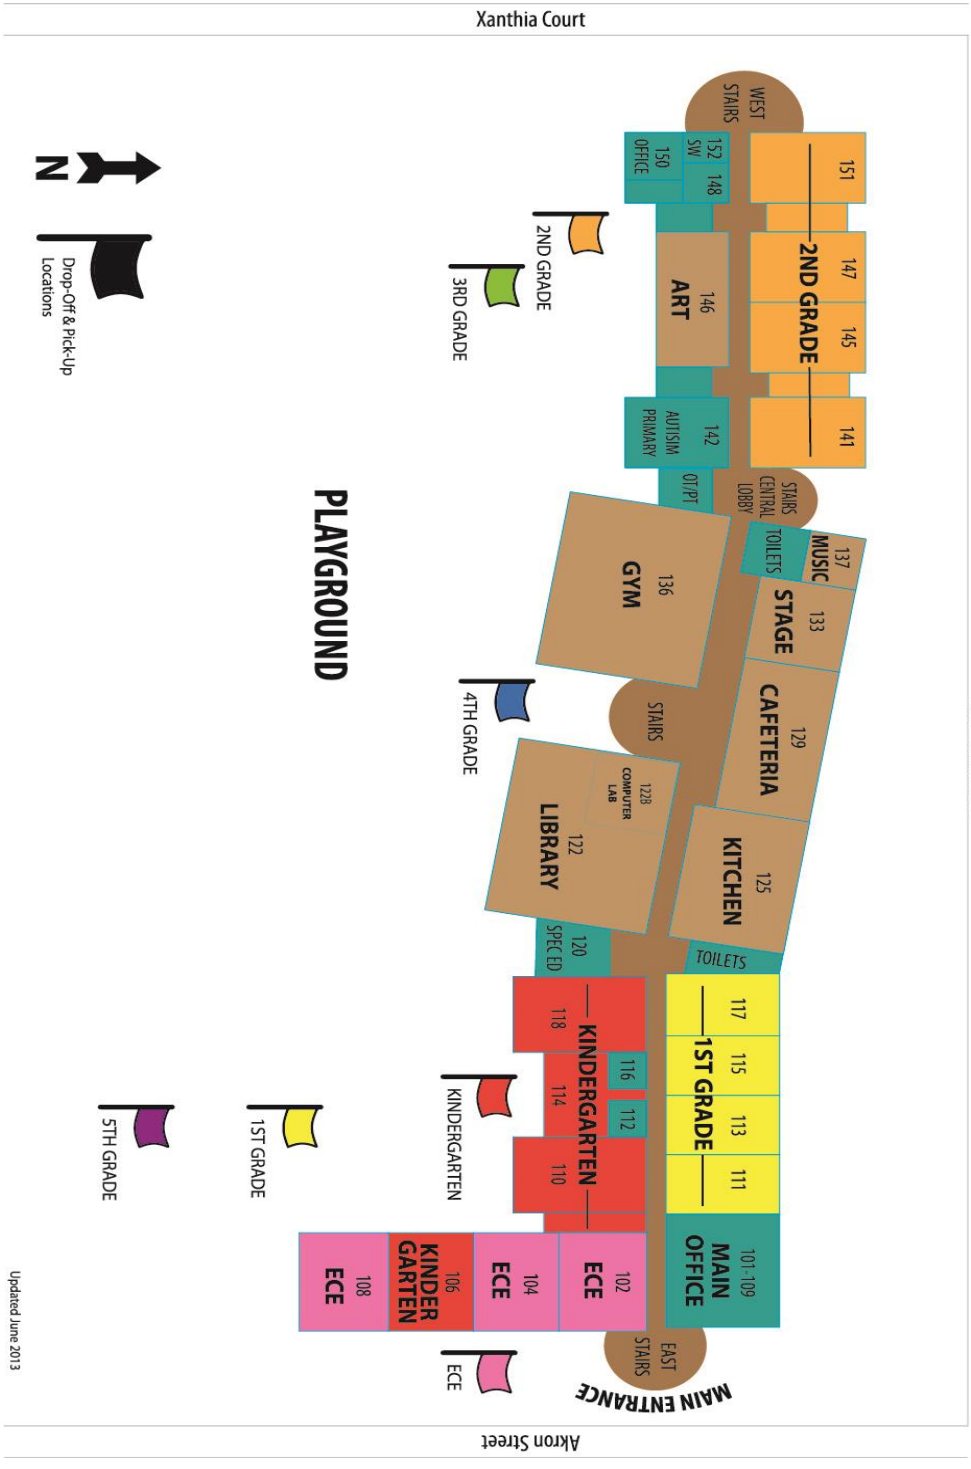 Xanthia Court
WEST
STAIRS
151
2ND GRADE
147
145
141
152
SW
148
150
OFFICE
146
ART
142
AUTISIM
PRIMARY
OT/PT
STAIRS
CENTRAL
LOBBY
N
Drop-Off & Pick-Up
Locations
2ND GRADE
3RD GRADE
PLAYGROUND
137
MUSIC
TOILETS
133
STAGE
136
GYM
129
CAFETERIA
STAIRS
4TH GRADE
122B
COMPUTER
LAB
122
LIBRARY
125
KITCHEN
TOILETS
120
SPEC ED
117
115
1ST GRADE
113
111
118
KINDERGARTEN
116
114
112
110
KINDERGARTEN
1ST GRADE
5TH GRADE
101-109
MAIN
OFFICE
102
ECE
104
ECE
106
KINDER
GARTEN
108
ECE
EAST
STAIRS
MAIN ENTRANCE
ECE
Updated June 2013
Akron Street